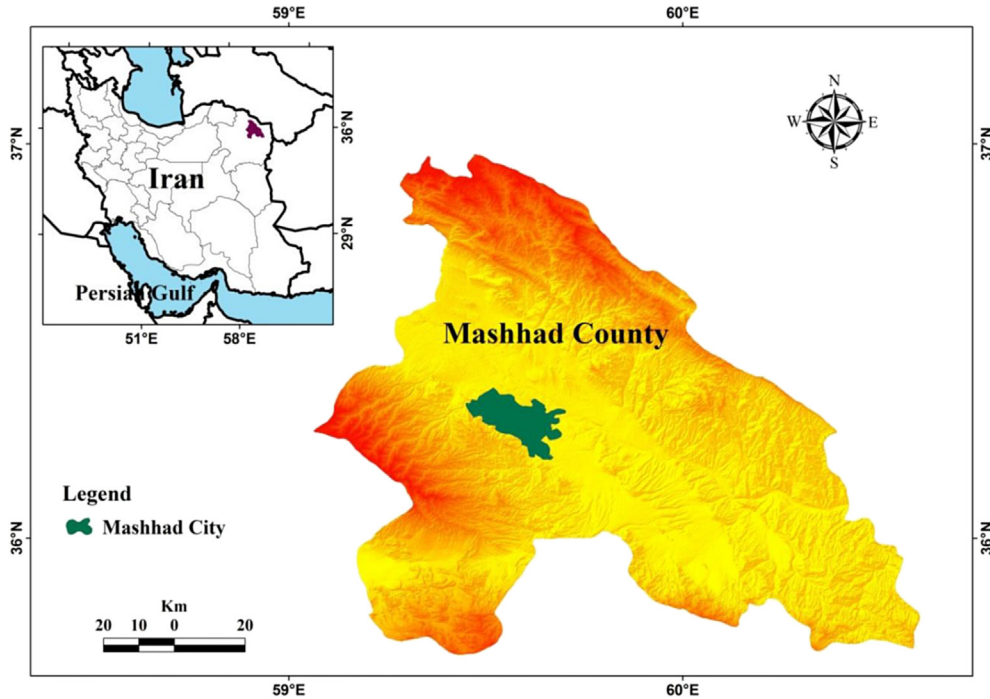 59°E
60°E
37°N
36°N
29°N
51°E
58°E
Iran
Persian Gulf
N
W
E
S
37°N
Mashhad County
Legend
Mashhad City
36°N
36°N
Km
20 10 0 20
59°E
60°E